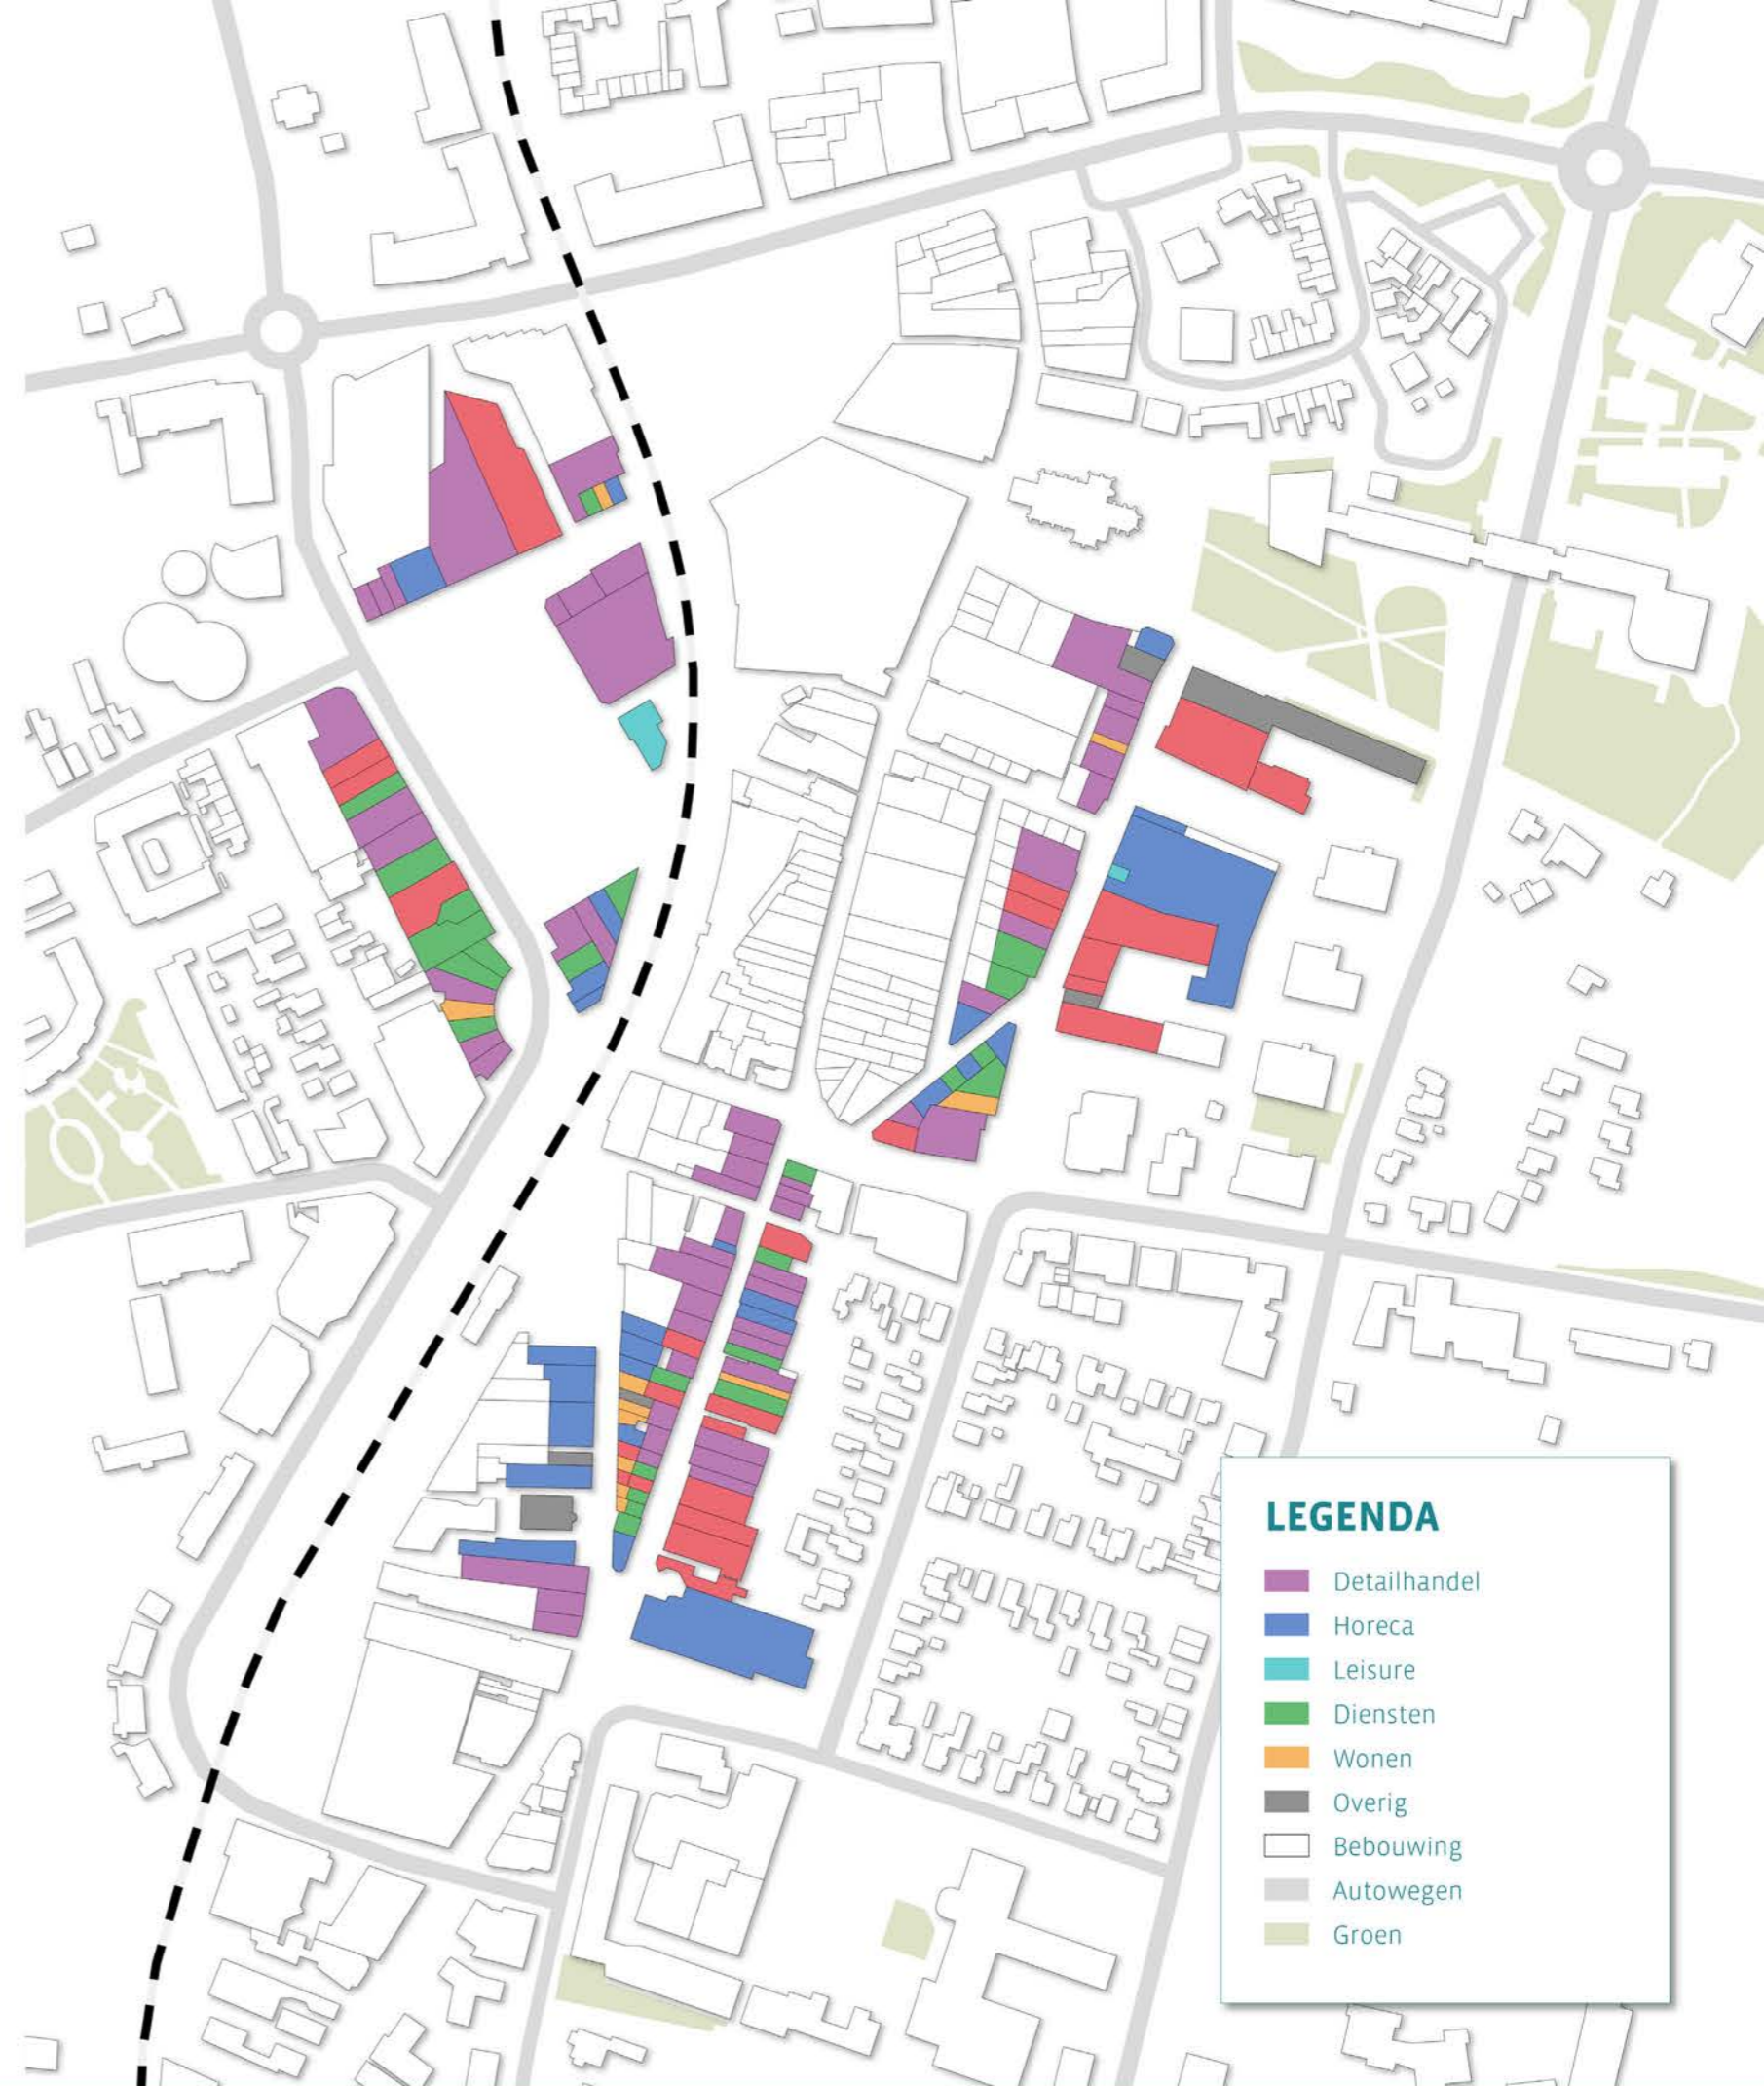 LEGENDA
Detailhandel
Horeca
Leisure
Diensten
Wonen
Overig
Bebouwing
Autowegen
Groen